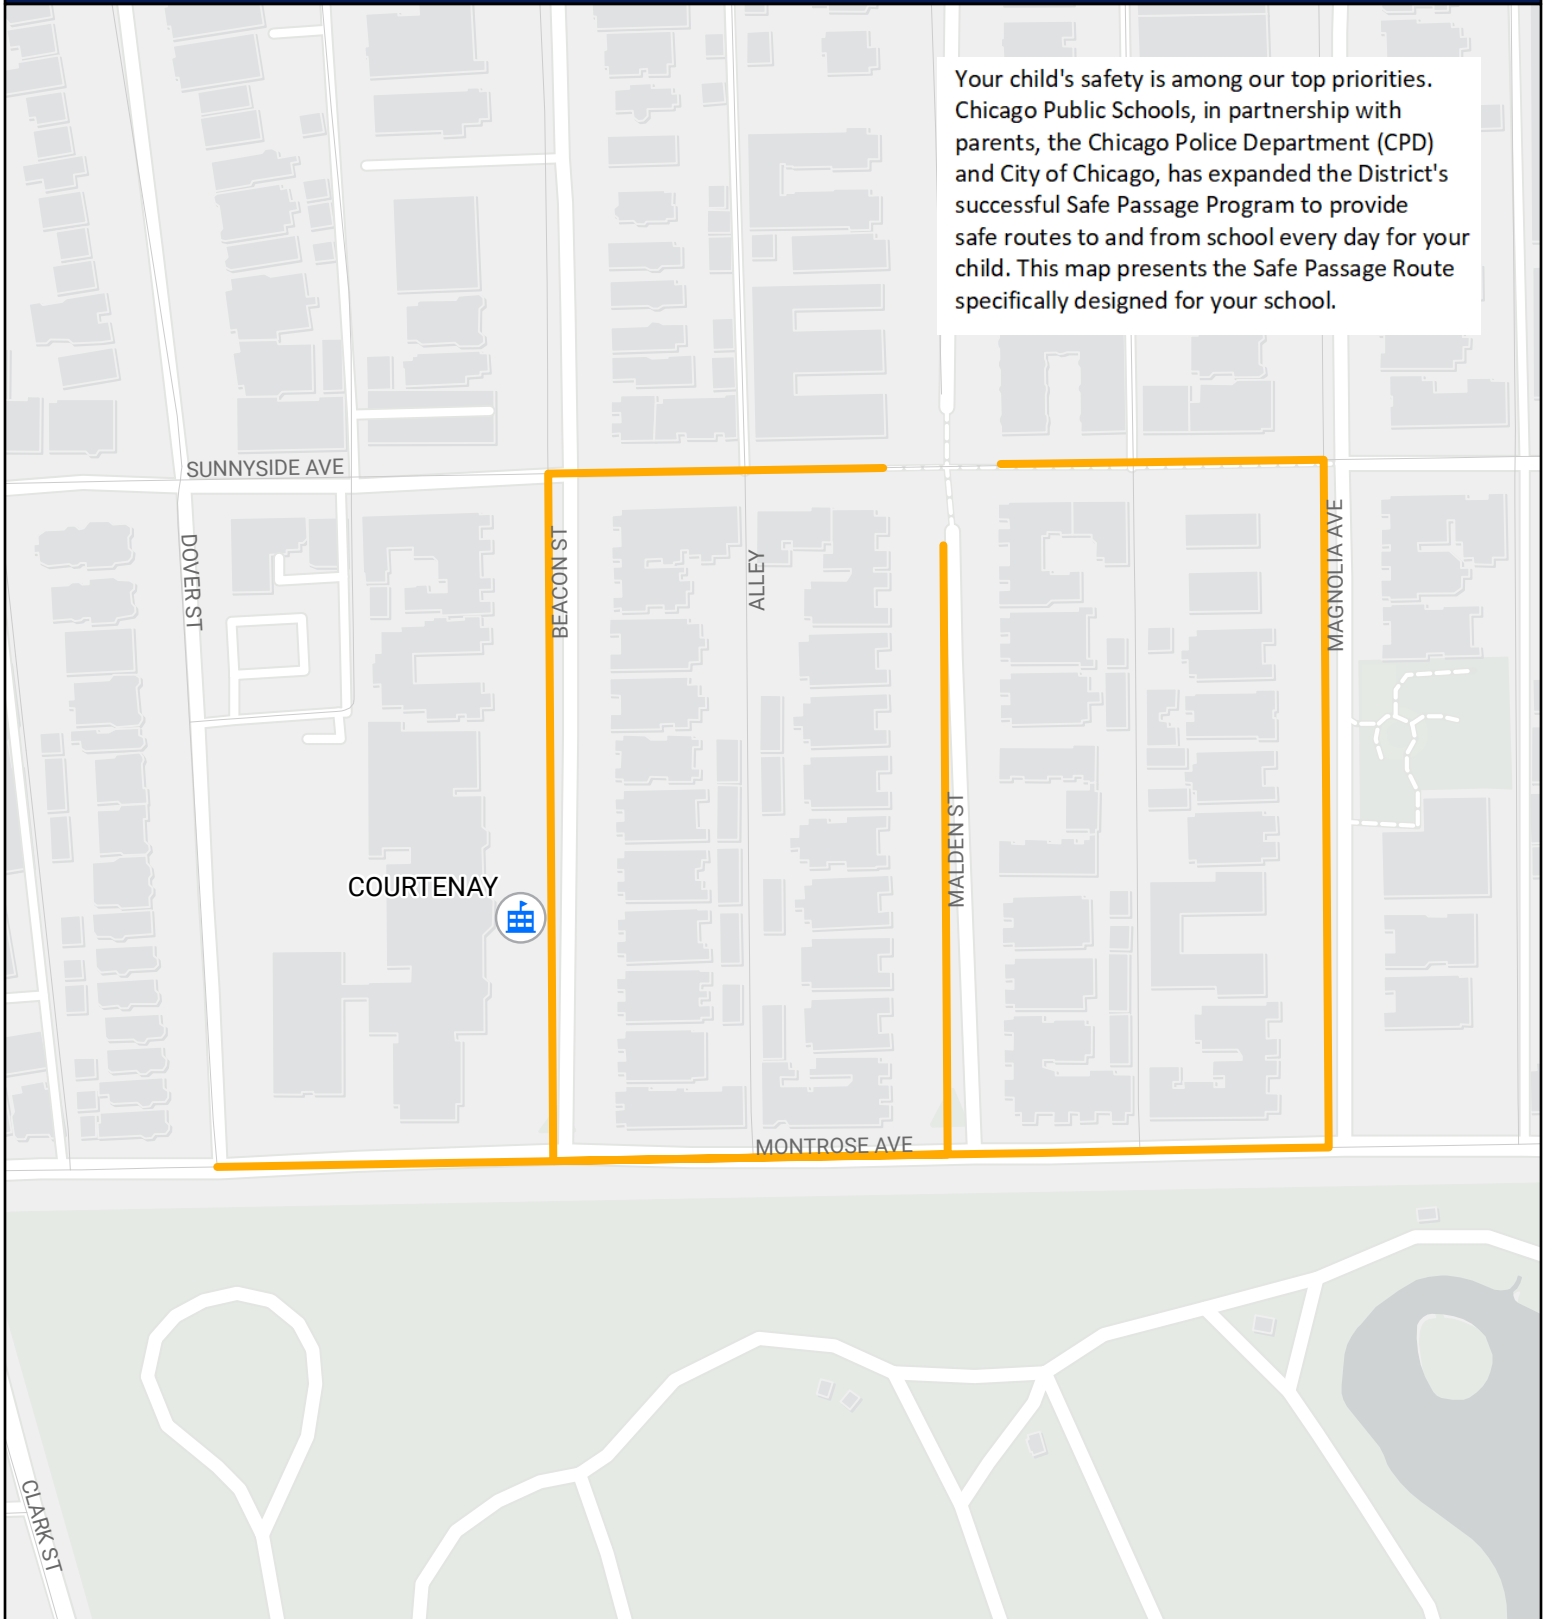 Your child's safety is among our top priorities.
Chicago Public Schools, in partnership with
parents, the Chicago Police Department (CPD)
and City of Chicago, has expanded the District's
successful Safe Passage Program to provide
safe routes to and from school every day for your
child. This map presents the Safe Passage Route
specifically designed for your school.
SUNNYSIDE AVE
DOVER ST
BEACON ST
ALLEY
MAGNOLIA AVE
MALDEN ST
COURTENAY
MONTROSE AVE
CLARK ST